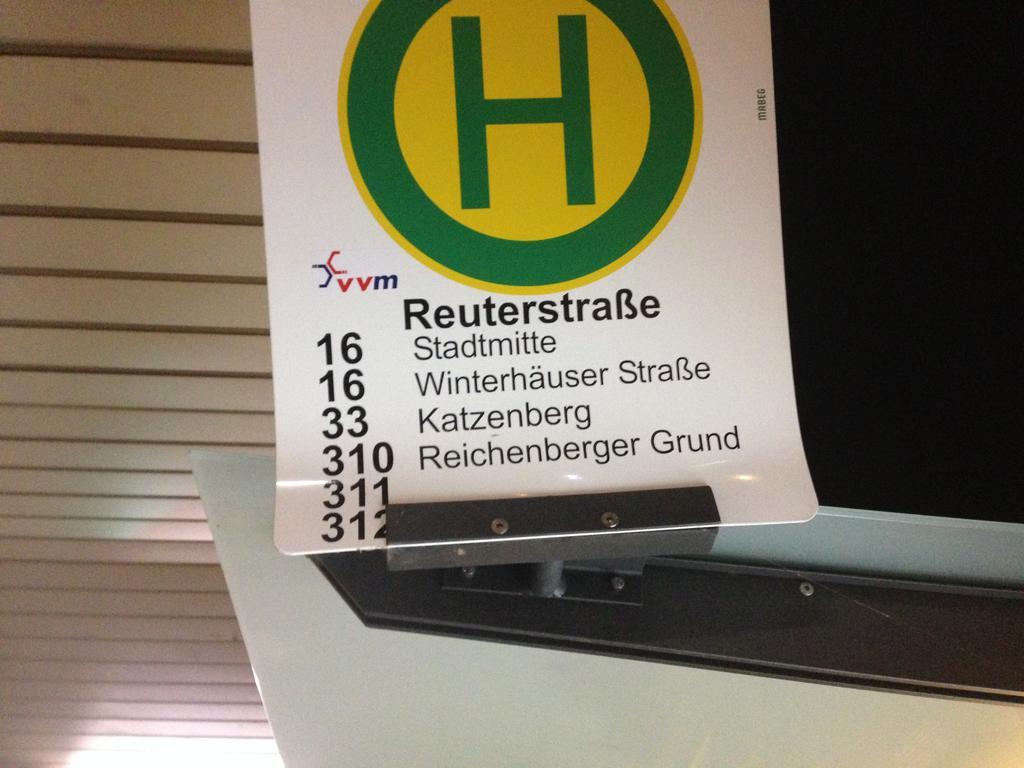 H
MABEG
vvm
Reuterstraße
16 Stadtmitte
16 Winterhäuser Straße
33 Katzenberg
310 Reichenberger Grund
311
312